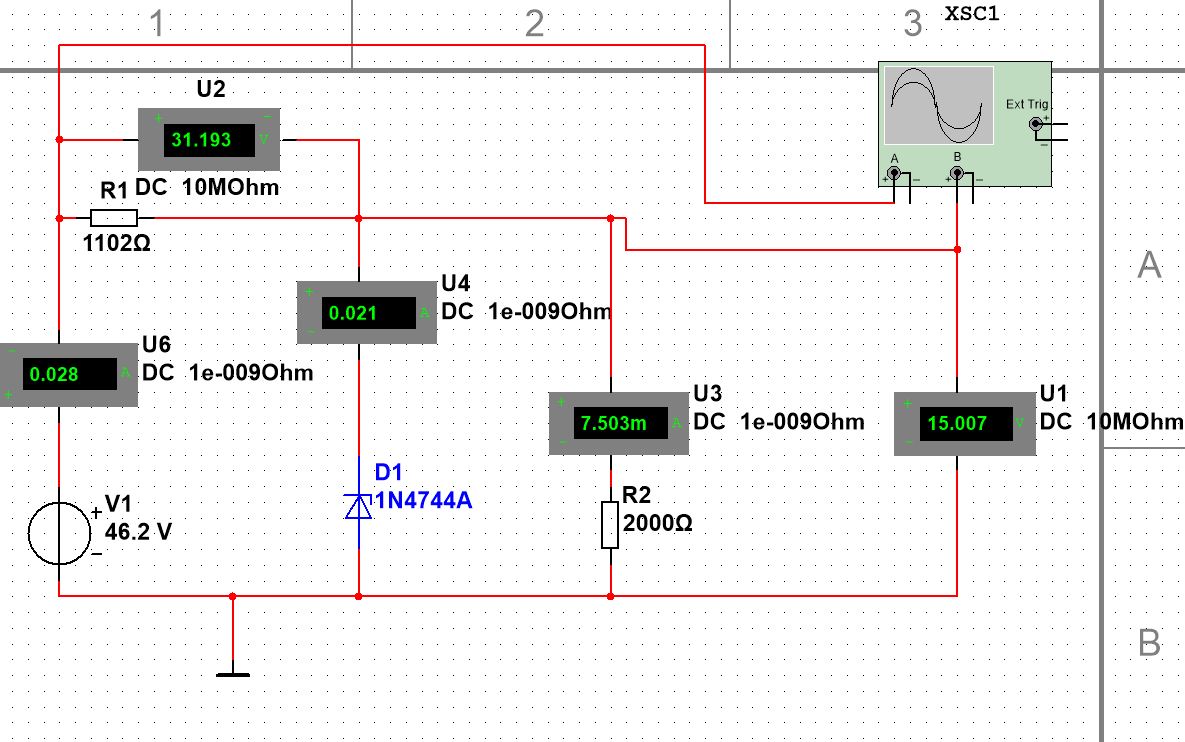 1
2
3
XSC1
U2
+
−
31.193
V
DC 10MOhm
R1
1102Ω
Ext Trig
+
−
A
B
+
−
+
−
A
U4
+
0.021
A
DC 1e-009Ohm
−
U6
−
0.028
A
DC 1e-009Ohm
+
U3
+
7.503m
A
DC 1e-009Ohm
−
U1
+
15.007
V
DC 10MOhm
−
D1
1N4744A
V1
+
46.2 V
−
R2
2000Ω
B